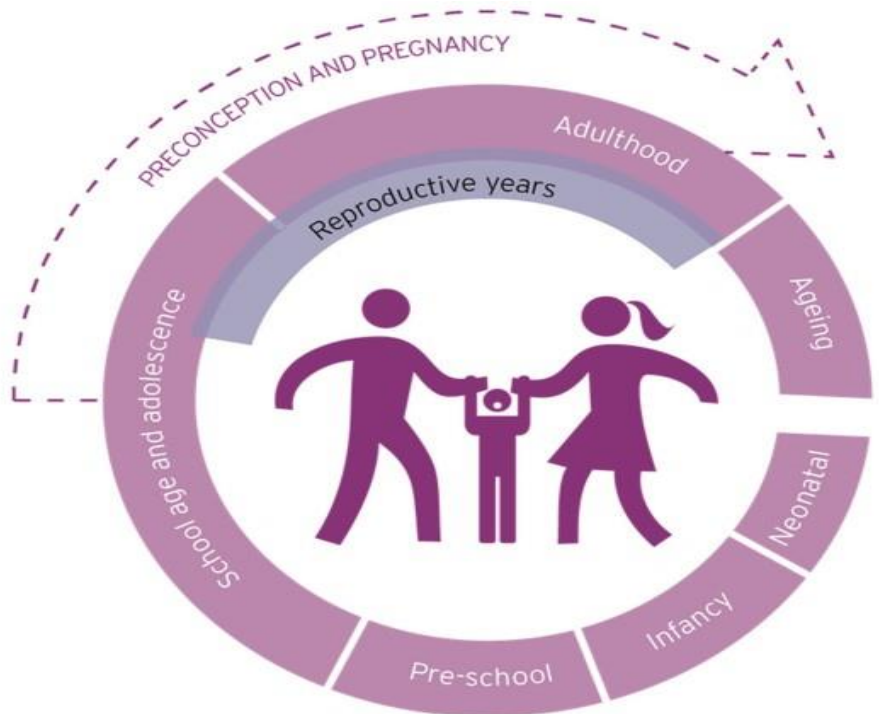 PRECONCEPTION AND PREGNANCY
Adulthood
Reproductive years
Ageing
School age and adolescence
Neonatal
Infancy
Pre-school